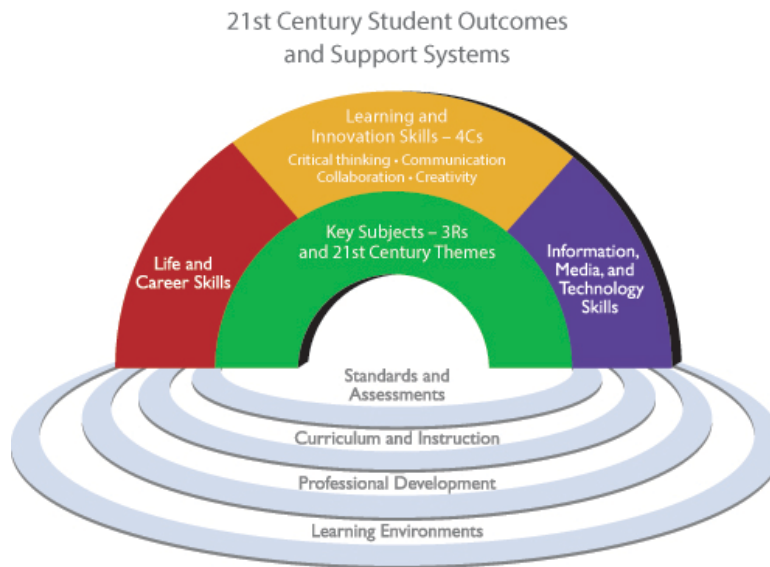 21st Century Student Outcomes
and Support Systems
Learning and
Innovation Skills – 4Cs
Critical thinking • Communication
Collaboration • Creativity
Key Subjects – 3Rs
and 21st Century Themes
Life and
Career Skills
Information,
Media, and
Technology
Skills
Standards and
Assessments
Curriculum and Instruction
Professional Development
Learning Environments